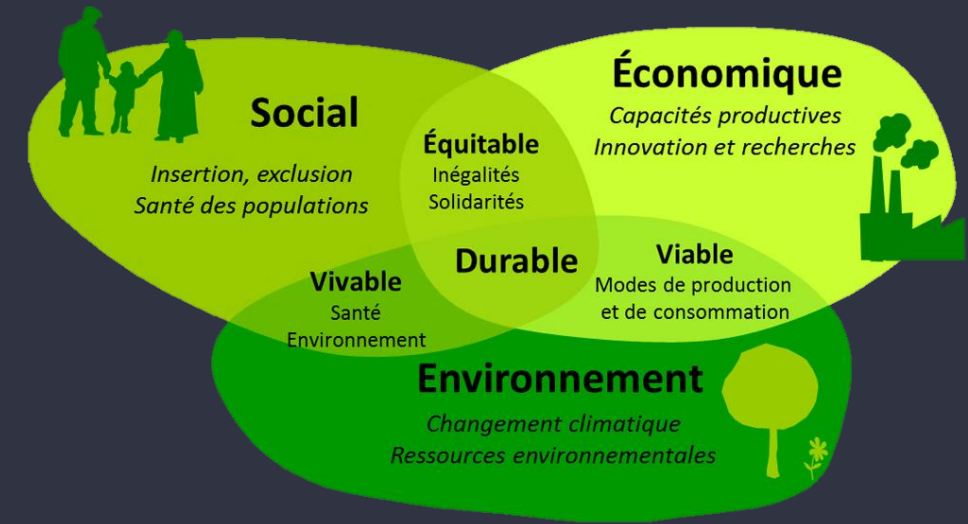 Social
Insertion, exclusion
Santé des populations
Économique
Capacités productives
Innovation et recherches
Équitable
Inégalités
Solidarités
Durable
Vivable
Santé
Environnement
Viable
Modes de production
et de consommation
Environnement
Changement climatique
Ressources environnementales